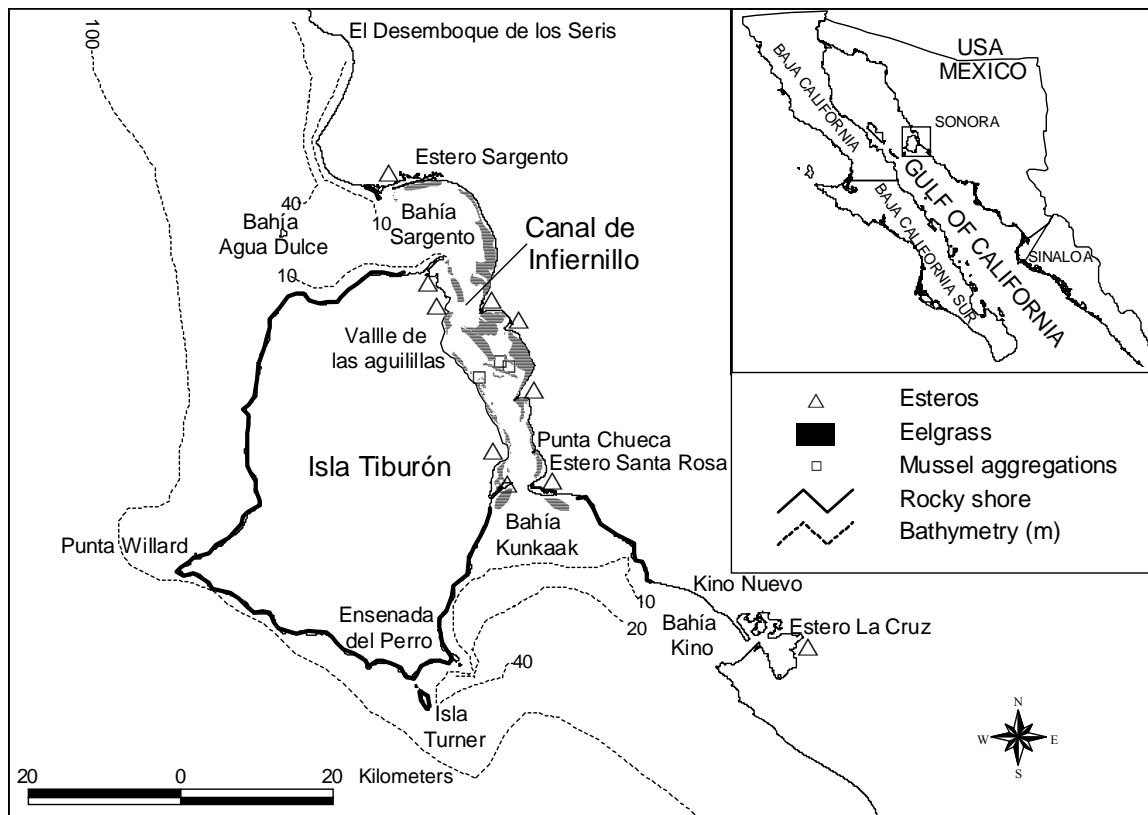 100
El Desemboque de los Seris
Estero Sargento
40
10
Bahía
Agua Dulce
Bahía
Sargento
Canal de
Infiernillo
10
Vallle de
las aguilillas
Isla Tiburón
Punta Chueca
Estero Santa Rosa
Bahía
Kunkaak
Punta Willard
Ensenada
del Perro
10
20
40
Kino Nuevo
Bahía
Kino
Estero La Cruz
Isla
Turner
20
0
20
Kilometers
N
W
E
S
USA
MEXICO
BAJA CALIFORNIA
SONORA
GULF OF CALIFORNIA
BAJA CALIFORNIA SUR
SINALOA
Esteros
Eelgrass
Mussel aggregations
Rocky shore
Bathymetry (m)